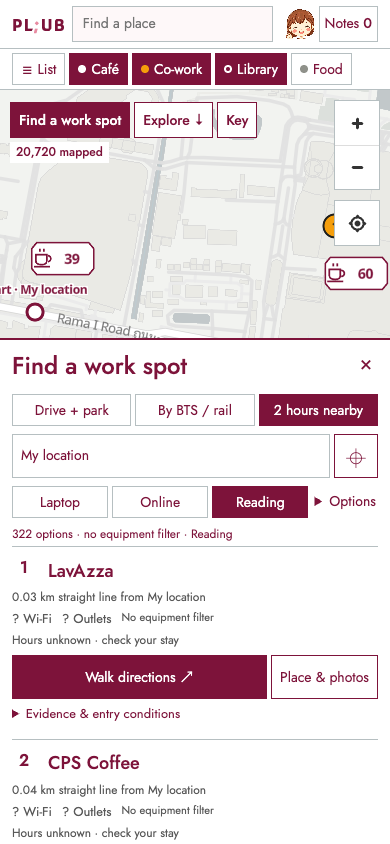 PL;UB
Find a place
Notes 0
≡ List
Café
Co-work
Library
Food
Find a work spot
Explore ↓
Key
20,720 mapped
+
−
39
60
art · My location
Rama I Road
Find a work spot
×
Drive + park
By BTS / rail
2 hours nearby
My location
Laptop
Online
Reading
▶ Options
322 options · no equipment filter · Reading
1 LavAzza
0.03 km straight line from My location
? Wi-Fi ? Outlets No equipment filter
Hours unknown · check your stay
Walk directions ↗
Place & photos
▶ Evidence & entry conditions
2 CPS Coffee
0.04 km straight line from My location
? Wi-Fi ? Outlets No equipment filter
Hours unknown · check your stay